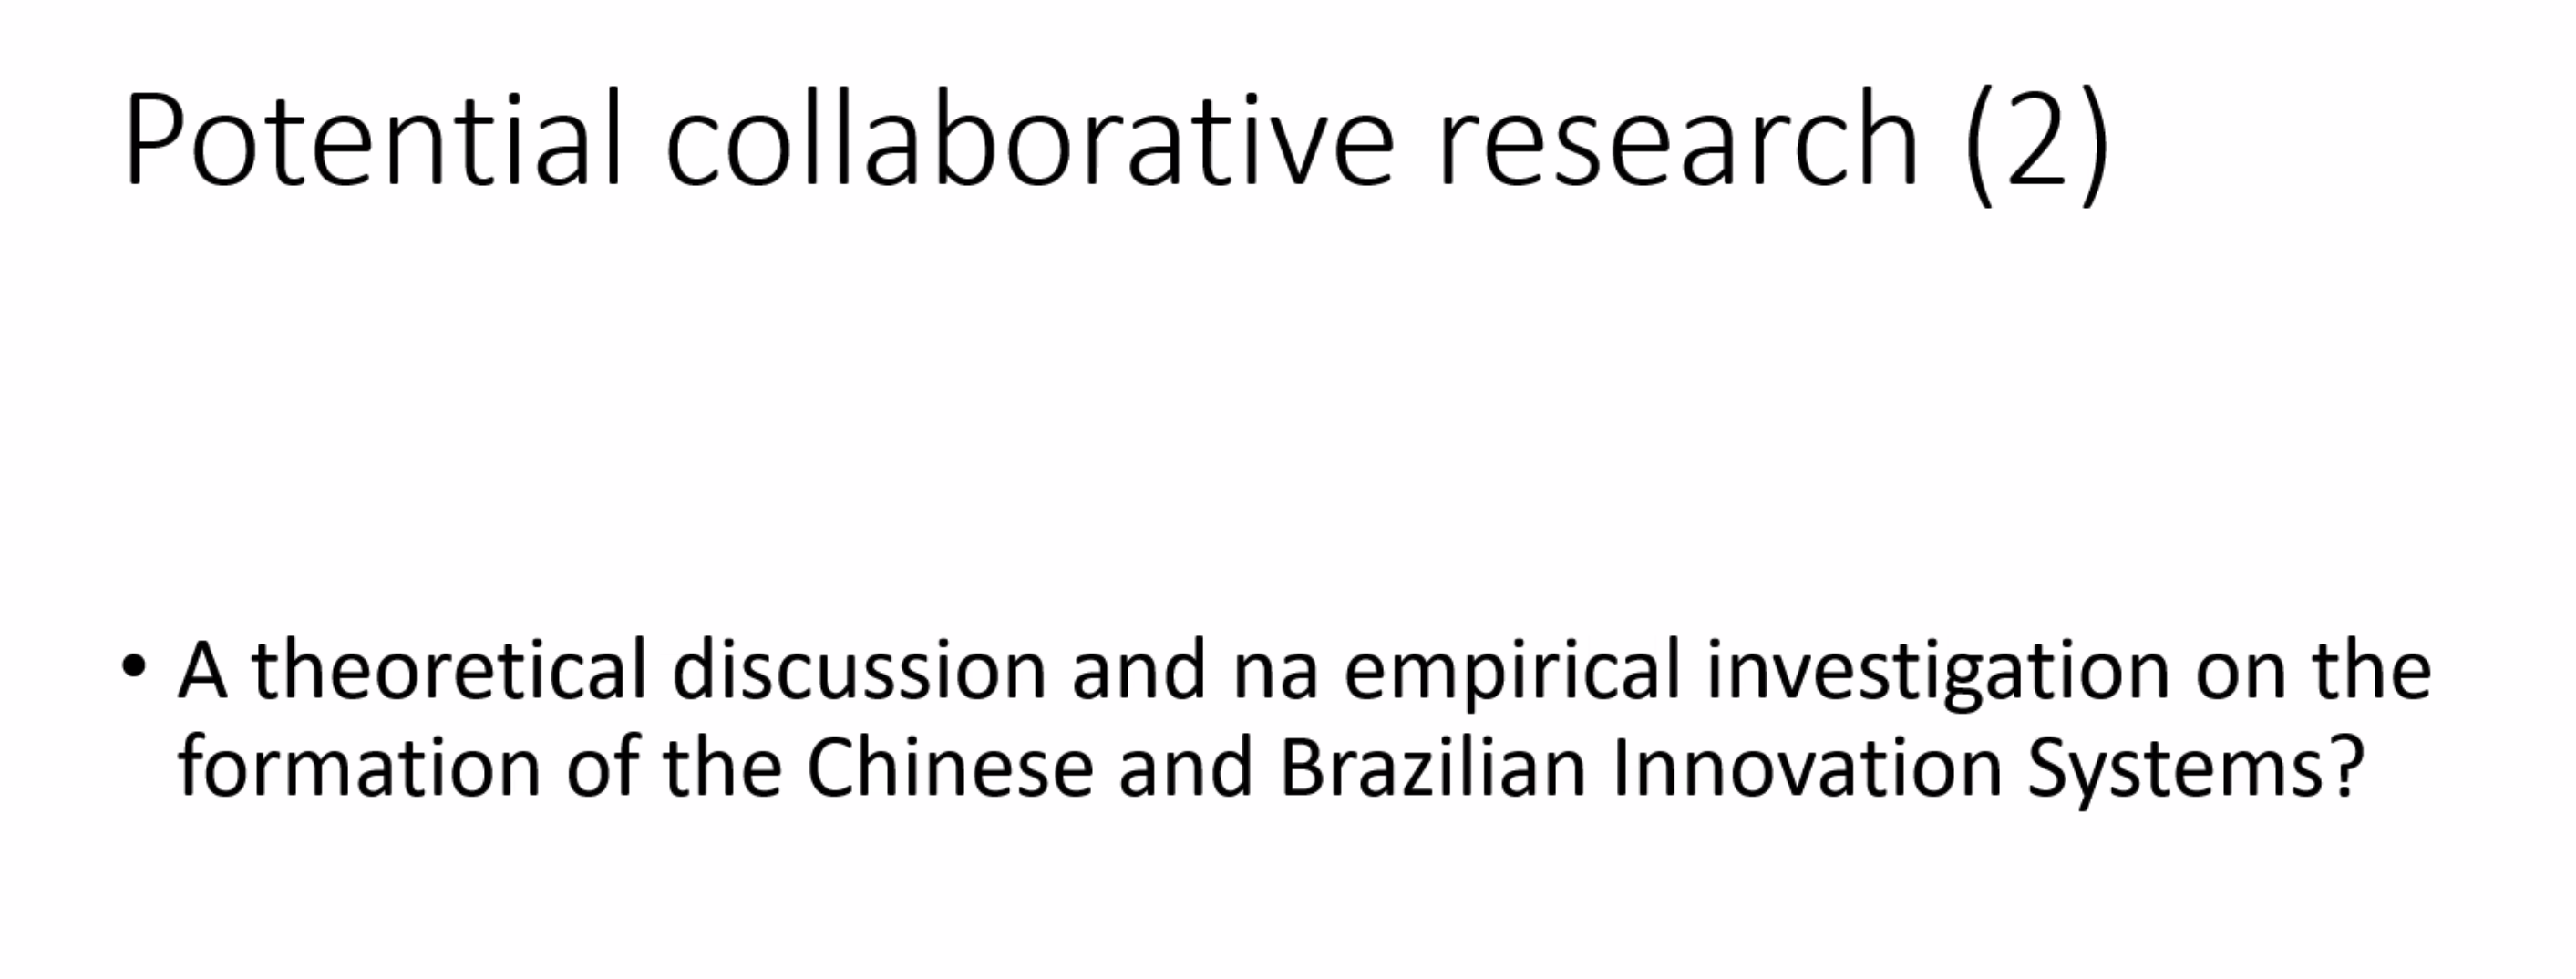 Potential collaborative research (2)
• A theoretical discussion and na empirical investigation on the
formation of the Chinese and Brazilian Innovation Systems?